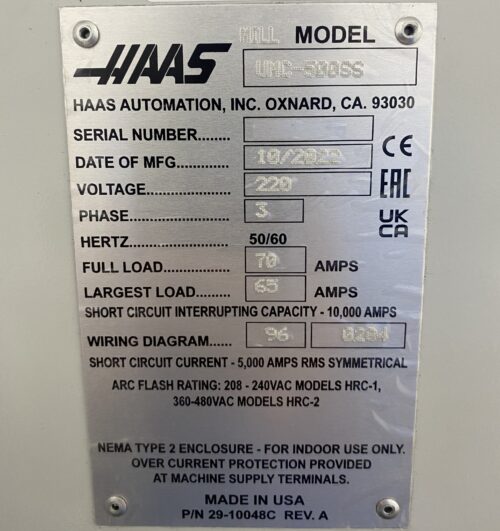 MILL MODEL
HAAS UMC-500SS
HAAS AUTOMATION, INC. OXNARD, CA. 93030
SERIAL NUMBER........
DATE OF MFG............. 10/2022 CE
VOLTAGE.................... 220 EAC
PHASE........................ 3 UK CA
HERTZ........................ 50/60
FULL LOAD................ 70 AMPS
LARGEST LOAD......... 65 AMPS
SHORT CIRCUIT INTERRUPTING CAPACITY - 10,000 AMPS
WIRING DIAGRAM....... 96 0284
SHORT CIRCUIT CURRENT - 5,000 AMPS RMS SYMMETRICAL
ARC FLASH RATING: 208 - 240VAC MODELS HRC-1,
360-480VAC MODELS HRC-2
NEMA TYPE 2 ENCLOSURE - FOR INDOOR USE ONLY.
OVER CURRENT PROTECTION PROVIDED
AT MACHINE SUPPLY TERMINALS.
MADE IN USA
P/N 29-10048C REV. A